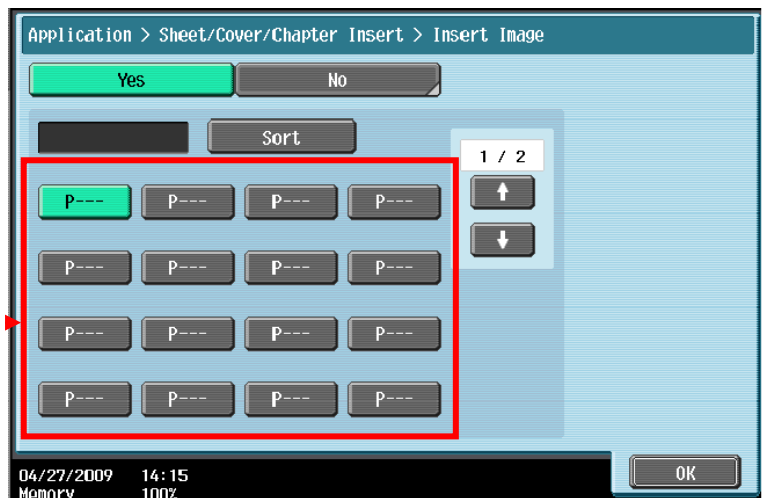 Application > Sheet/Cover/Chapter Insert > Insert Image
Yes No
Sort
1 / 2
P--- P--- P--- P---
P--- P--- P--- P---
P--- P--- P--- P---
P--- P--- P--- P---
OK
04/27/2009 14:15
Memory 100%